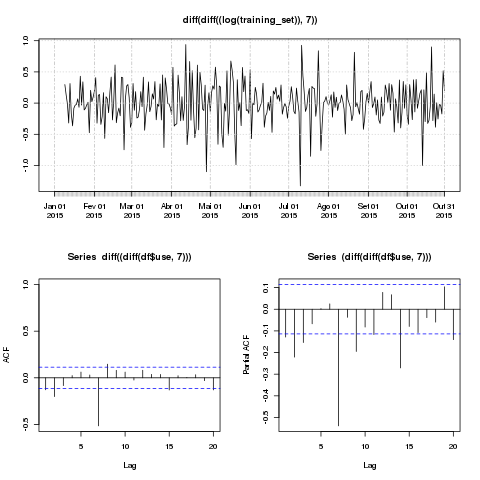 diff(diff((log(training_set)), 7))
1.0
0.5
0.0
-0.5
-1.0
Jan 01 Fev 01 Mar 01 Abr 01 Mai 01 Jun 01 Jul 01 Ago 01 Set 01 Out 01 Out 31
2015 2015 2015 2015 2015 2015 2015 2015 2015 2015 2015
Series diff((diff(df$use, 7)))
ACF
1.0
0.5
0.0
-0.5
5 10 15 20
Lag
Series (diff(diff(df$use, 7)))
Partial ACF
0.1
0.0
-0.1
-0.2
-0.3
-0.4
-0.5
5 10 15 20
Lag